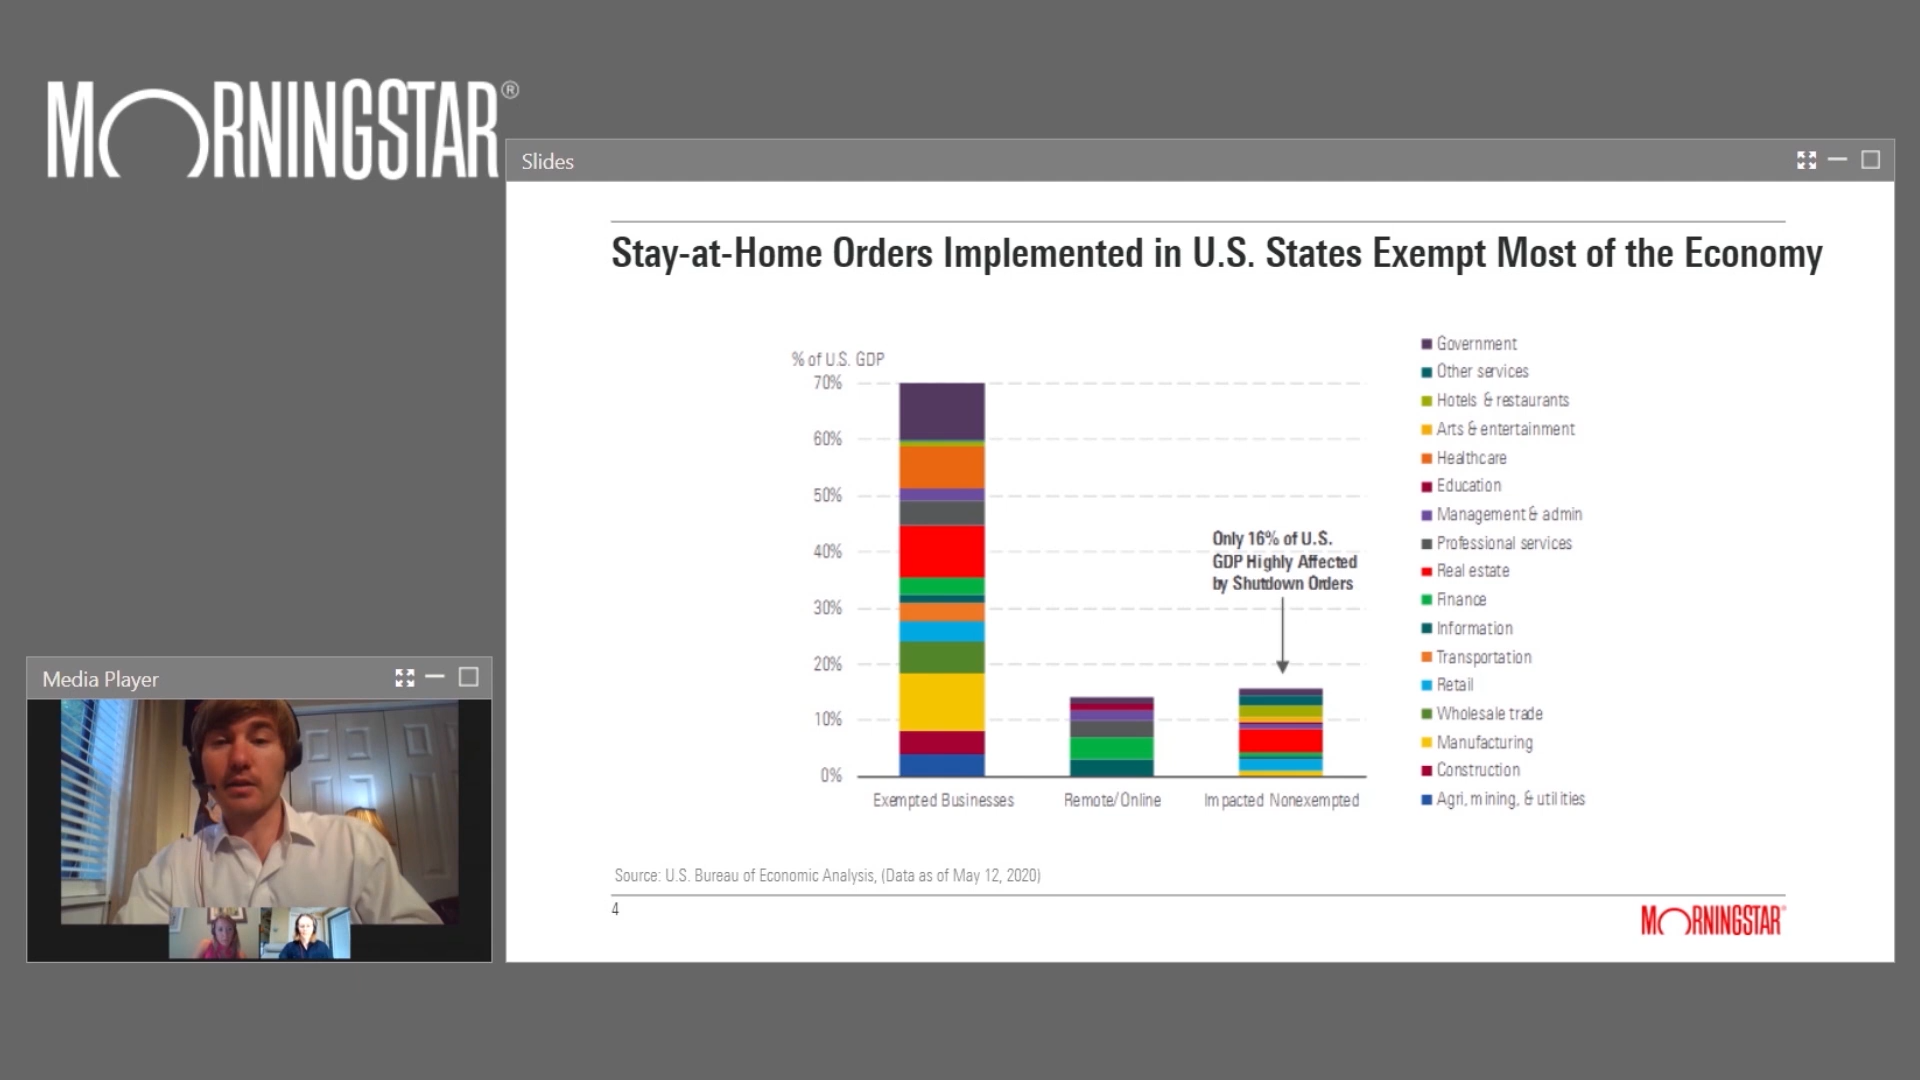 MORNINGSTAR®
Slides
Stay-at-Home Orders Implemented in U.S. States Exempt Most of the Economy
% of U.S. GDP
70%
60%
50%
40%
30%
20%
10%
0%
Only 16% of U.S.
GDP Highly Affected
by Shutdown Orders
Exempted Businesses
Remote/Online
Impacted Nonexempted
Government
Other services
Hotels & restaurants
Arts & entertainment
Healthcare
Education
Management & admin
Professional services
Real estate
Finance
Information
Transportation
Retail
Wholesale trade
Manufacturing
Construction
Agri, mining, & utilities
Source: U.S. Bureau of Economic Analysis, (Data as of May 12, 2020)
4
MORNINGSTAR®
Media Player